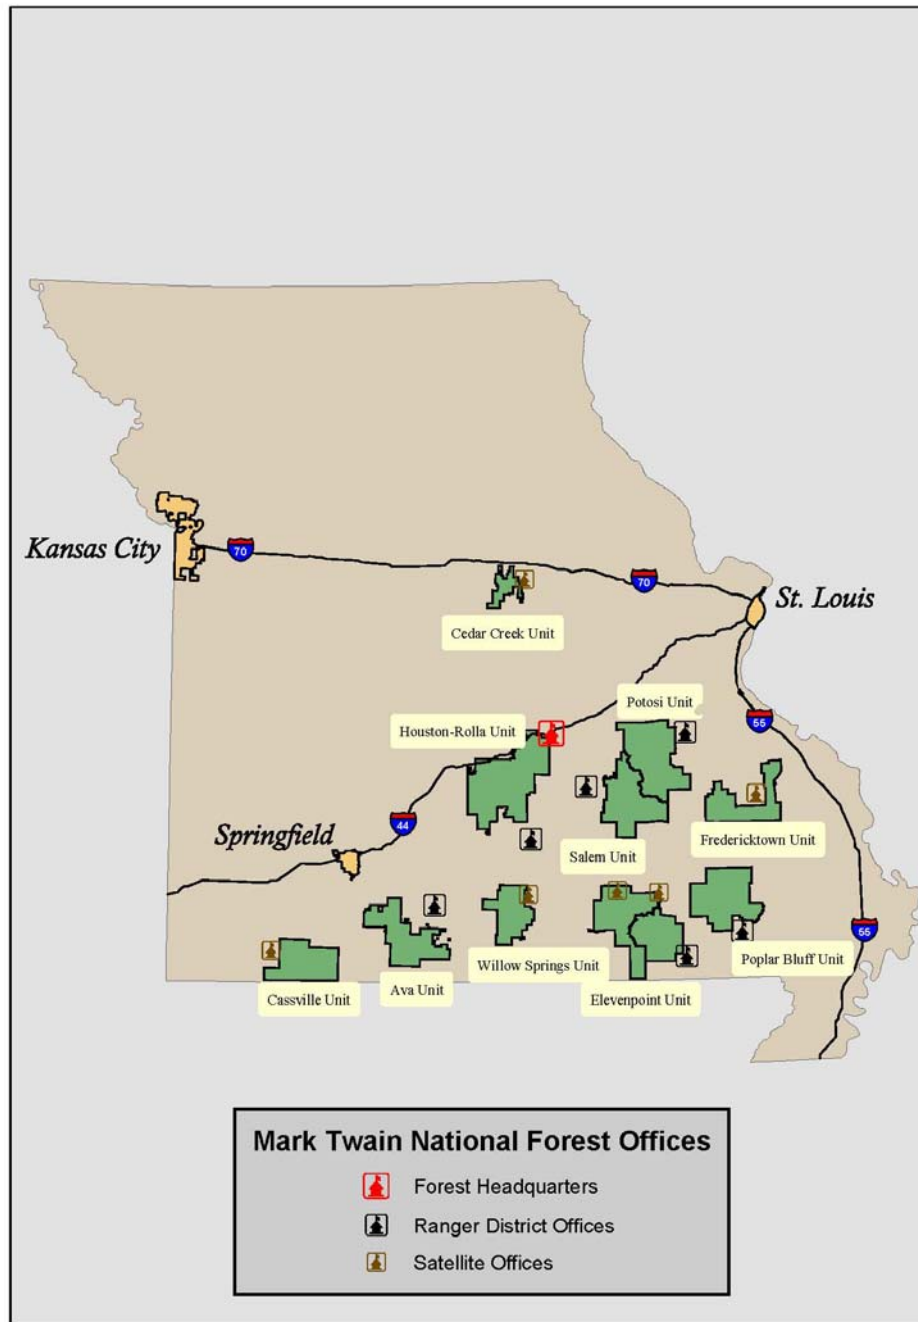 Kansas City
70
70
St. Louis
Cedar Creek Unit
Potosi Unit
55
Houston-Rolla Unit
44
Springfield
Salem Unit
Fredericktown Unit
55
Poplar Bluff Unit
Willow Springs Unit
Ava Unit
Cassville Unit
Elevenpoint Unit
Mark Twain National Forest Offices
Forest Headquarters
Ranger District Offices
Satellite Offices